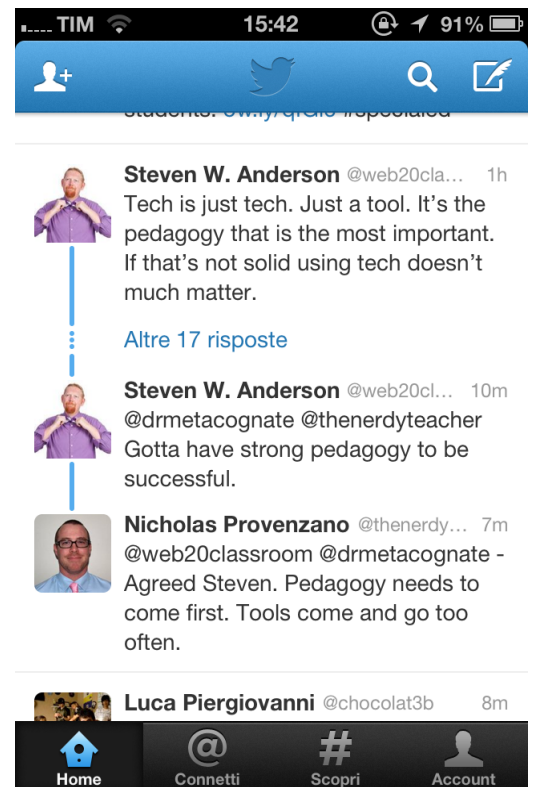 TIM 15:42 91%
Steven W. Anderson @web20cla... 1h
Tech is just tech. Just a tool. It's the
pedagogy that is the most important.
If that's not solid using tech doesn't
much matter.
Altre 17 risposte
Steven W. Anderson @web20cl... 10m
@drmetacognate @thenerdyteacher
Gotta have strong pedagogy to be
successful.
Nicholas Provenzano @thenerdy... 7m
@web20classroom @drmetacognate -
Agreed Steven. Pedagogy needs to
come first. Tools come and go too
often.
Luca Piergiovanni @chocolat3b 8m
Home Connetti Scopri Account